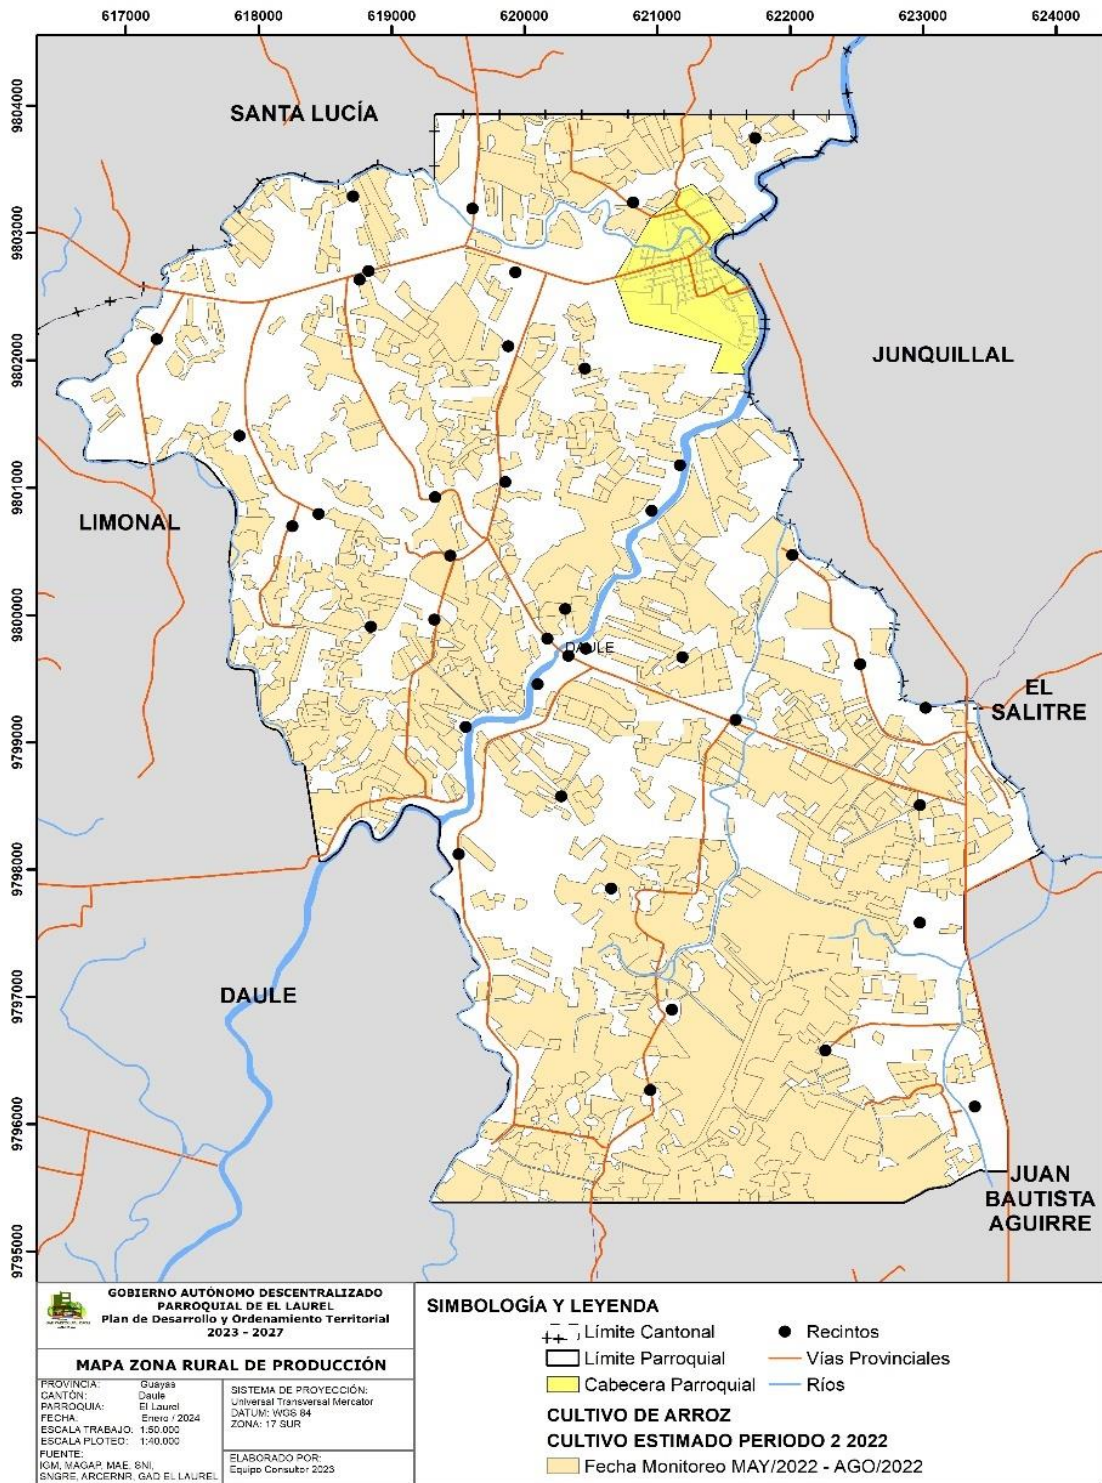 617000 618000 619000 620000 621000 622000 623000 624000
9804000
9803000
9802000
9801000
9800000
9799000
9798000
9797000
9796000
9795000
SANTA LUCÍA
JUNQUILLAL
LIMONAL
DAULE
EL
SALITRE
DAULE
JUAN
BAUTISTA
AGUIRRE
GOBIERNO AUTÓNOMO DESCENTRALIZADO
PARROQUIAL DE EL LAUREL
Plan de Desarrollo y Ordenamiento Territorial
2023 - 2027
MAPA ZONA RURAL DE PRODUCCIÓN
PROVINCIA: Guayas
CANTÓN: Daule
PARROQUIA: El Laurel
FECHA: Enero / 2024
ESCALA TRABAJO: 1:50.000
ESCALA PLOTEO: 1:40.000
FUENTE:
IGM, MAGAP, MAE, SNI,
SNGRE, ARCERNR, GAD EL LAUREL
SISTEMA DE PROYECCIÓN:
Universal Transversal Mercator
DATUM: WGS 84
ZONA: 17 SUR
ELABORADO POR:
Equipo Consultor 2023
SIMBOLOGÍA Y LEYENDA
Límite Cantonal
Límite Parroquial
Cabecera Parroquial
Recintos
Vías Provinciales
Ríos
CULTIVO DE ARROZ
CULTIVO ESTIMADO PERIODO 2 2022
Fecha Monitoreo MAY/2022 - AGO/2022